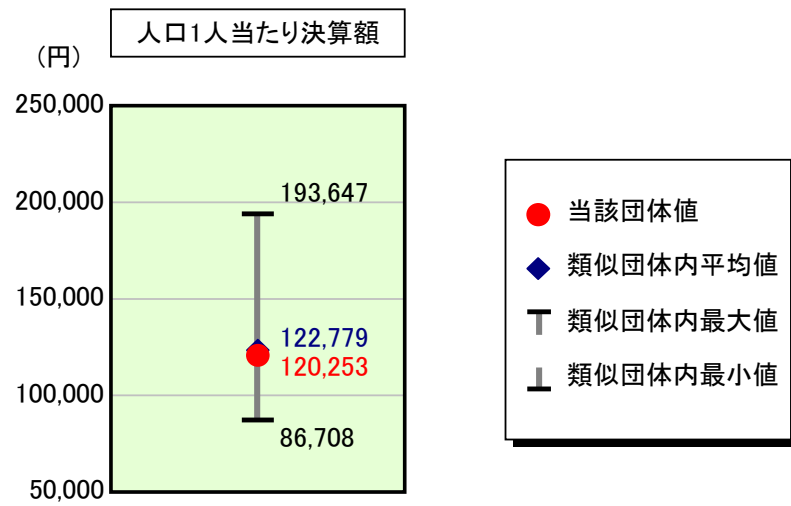 人口1人当たり決算額
(円)
250,000
200,000
150,000
100,000
50,000
193,647
122,779
120,253
86,708
当該団体値
類似団体内平均値
類似団体内最大値
類似団体内最小値